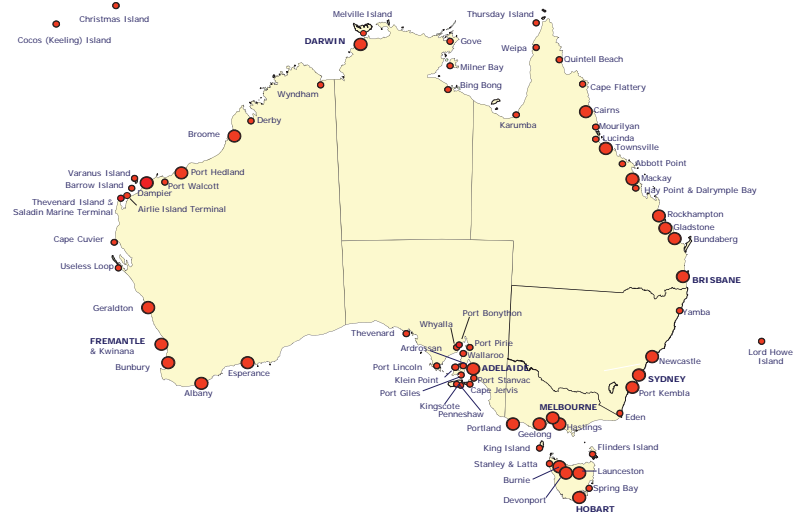 Christmas Island
Cocos (Keeling) Island
Melville Island
Thursday Island
DARWIN
Gove
Weipa
Quintell Beach
Milner Bay
Bing Bong
Cape Flattery
Wyndham
Karumba
Cairns
Derby
Mourilyan
Broome
Lucinda
Townsville
Abbott Point
Varanus Island
Port Hedland
Mackay
Barrow Island
Port Walcott
Dampier
Hay Point & Dalrymple Bay
Thevenard Island &
Saladin Marine Terminal
Airlie Island Terminal
Rockhampton
Gladstone
Cape Cuvier
Bundaberg
Useless Loop
BRISBANE
Geraldton
Port Bonython
Yamba
Whyalla
Thevenard
FREMANTLE
& Kwinana
Ardrossan
Port Pirie
Wallaroo
Lord Howe
Island
Newcastle
Bunbury
Esperance
Port Lincoln
ADELAIDE
Klein Point
Port Stanvac
SYDNEY
Albany
Port Giles
Cape Jervis
Port Kembla
Kingscote
Penneshaw
MELBOURNE
Eden
Portland
Geelong
Hastings
King Island
Flinders Island
Stanley & Latta
Launceston
Burnie
Spring Bay
Devonport
HOBART